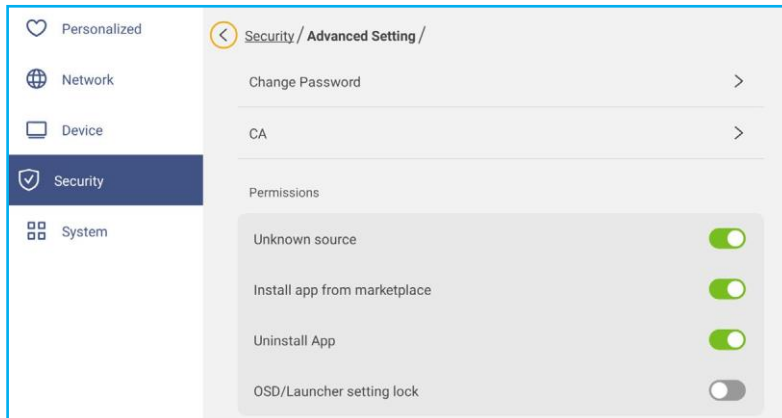 Personalized
Network
Device
Security
System
Security / Advanced Setting /
Change Password
CA
Permissions
Unknown source
Install app from marketplace
Uninstall App
OSD/Launcher setting lock